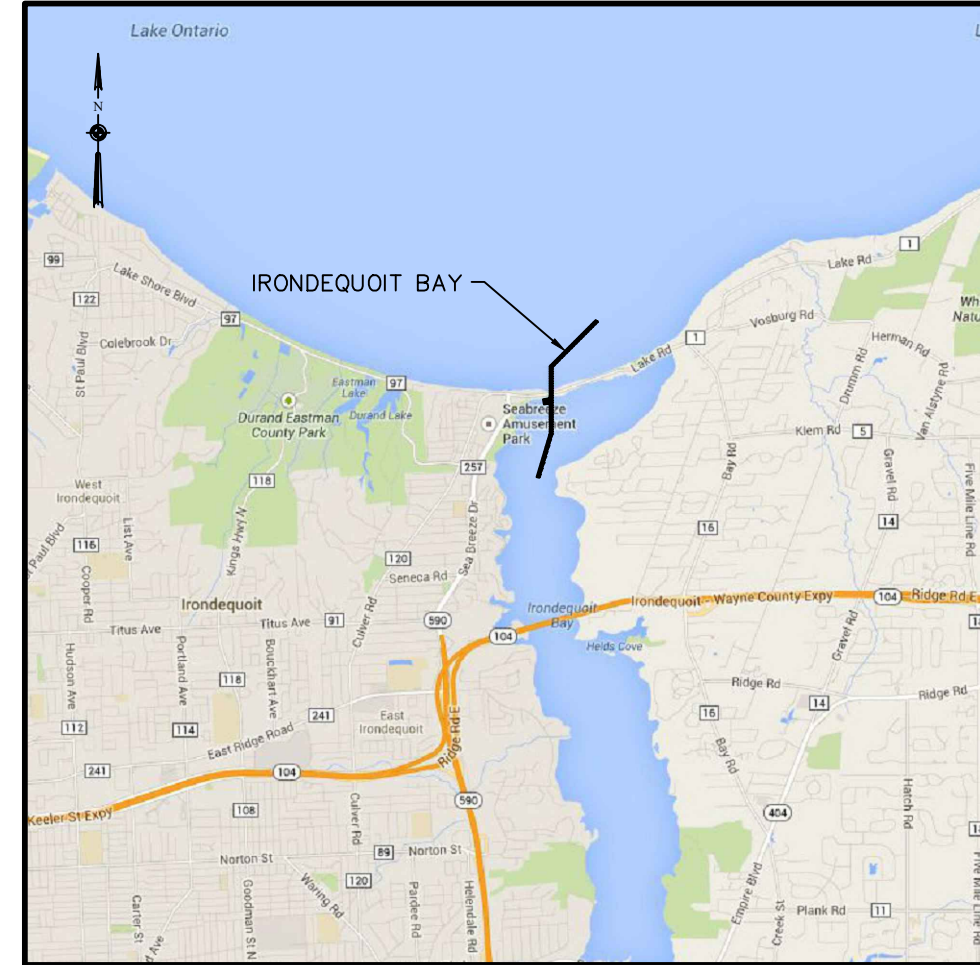 Lake Ontario
N
IRONDEQUOIT BAY
99
122
Lake Shore Blvd
Colebrook Dr
St Paul Blvd
97
Eastman
Lake
97
Durand Lake
Durand Eastman
County Park
Seabreeze
Amusement
Park
1
Lake Rd
Lake Rd
1
Vosburg Rd
Herman Rd
Drumm Rd
Van Alstyne Rd
Klem Rd
5
257
118
West
Irondequoit
List Ave
Kings Hwy N
Paul Blvd
116
Cooper Rd
120
Seneca Rd
Sea Breeze Dr
Bay Rd
16
Gravel Rd
14
Five Mile Line Rd
Irondequoit
Titus Ave
Titus Ave
91
Culver Rd
590
104
Irondequoit
Bay
Irondequoit - Wayne County Expy
104
Ridge Rd E
Helds Cove
Gravel Rd
Hudson Ave
Portland Ave
Bouckhart Ave
118
241
East
Irondequoit
Ridge Rd E
Ridge Rd
Ridge Rd
14
16
Bay Rd
112
114
East Ridge Road
241
104
Keeler St Expy
108
590
404
Hatch Rd
Culver Rd
Norton St
89
Norton St
120
Waring Rd
Carter St
Goodman St N
Pardee Rd
Helendale Rd
Empire Blvd
Creek St
Plank Rd
11
Five Mile Line Rd